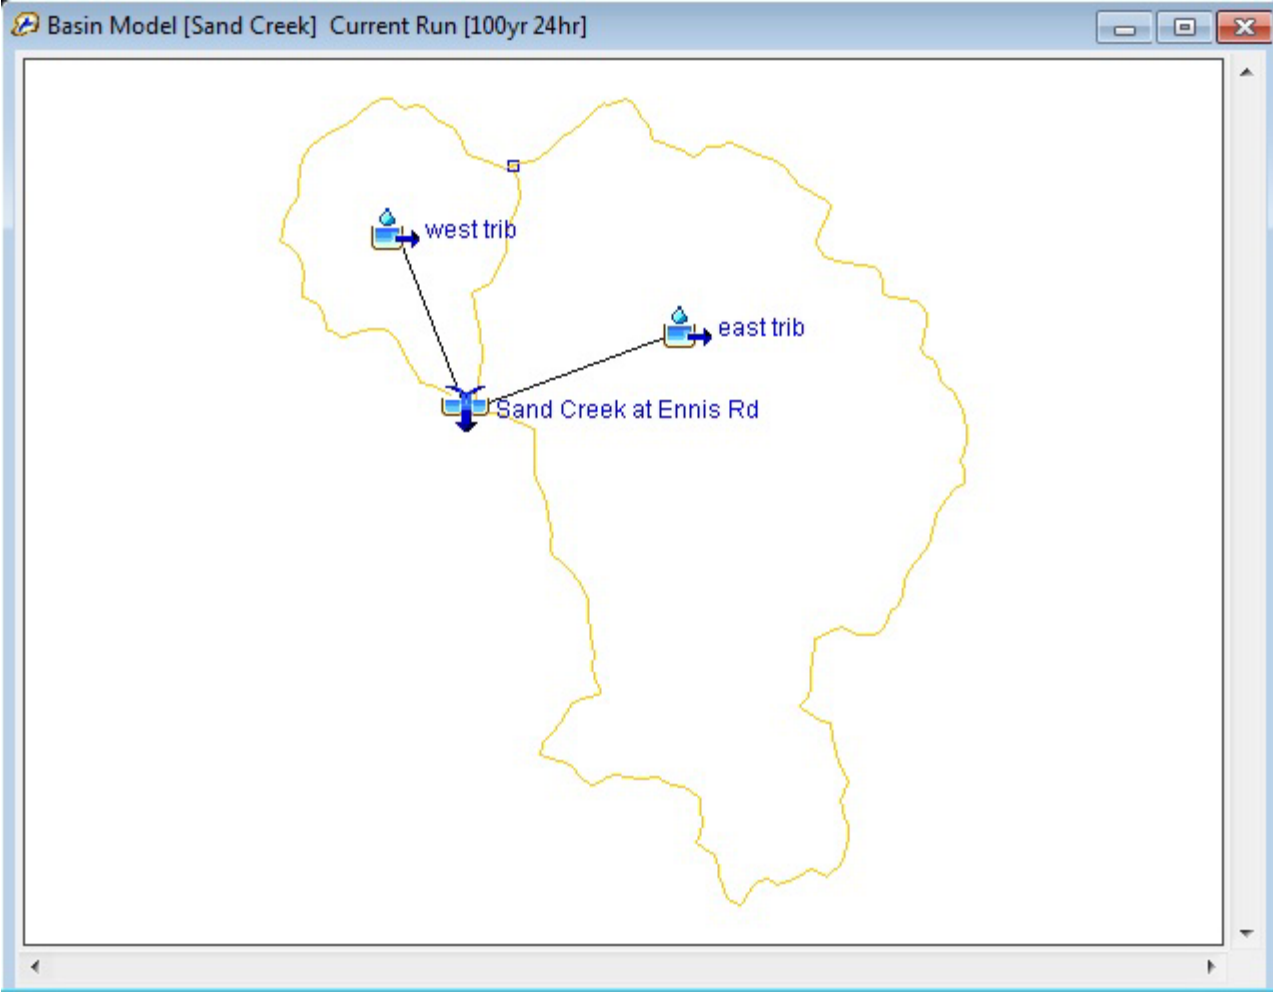 Basin Model [Sand Creek] Current Run [100yr 24hr]
west trib
east trib
Sand Creek at Ennis Rd